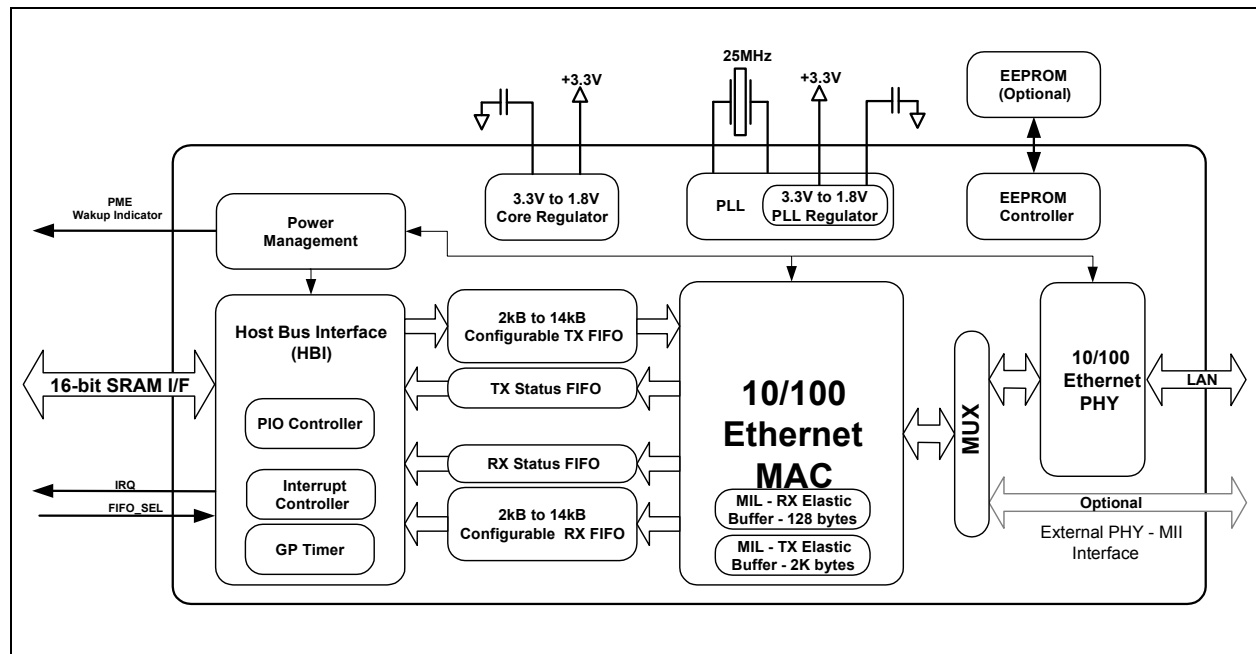 25MHz
+3.3V
+3.3V
EEPROM
(Optional)
3.3V to 1.8V
Core Regulator
PLL
3.3V to 1.8V
PLL Regulator
EEPROM
Controller
PME
Wakup Indicator
Power
Management
Host Bus Interface
(HBI)
2kB to 14kB
Configurable TX FIFO
TX Status FIFO
RX Status FIFO
2kB to 14kB
Configurable RX FIFO
16-bit SRAM I/F
PIO Controller
IRQ
FIFO_SEL
Interrupt
Controller
GP Timer
10/100
Ethernet
MAC
MIL - RX Elastic
Buffer - 128 bytes
MIL - TX Elastic
Buffer - 2K bytes
MUX
10/100
Ethernet
PHY
LAN
Optional
External PHY - MII
Interface